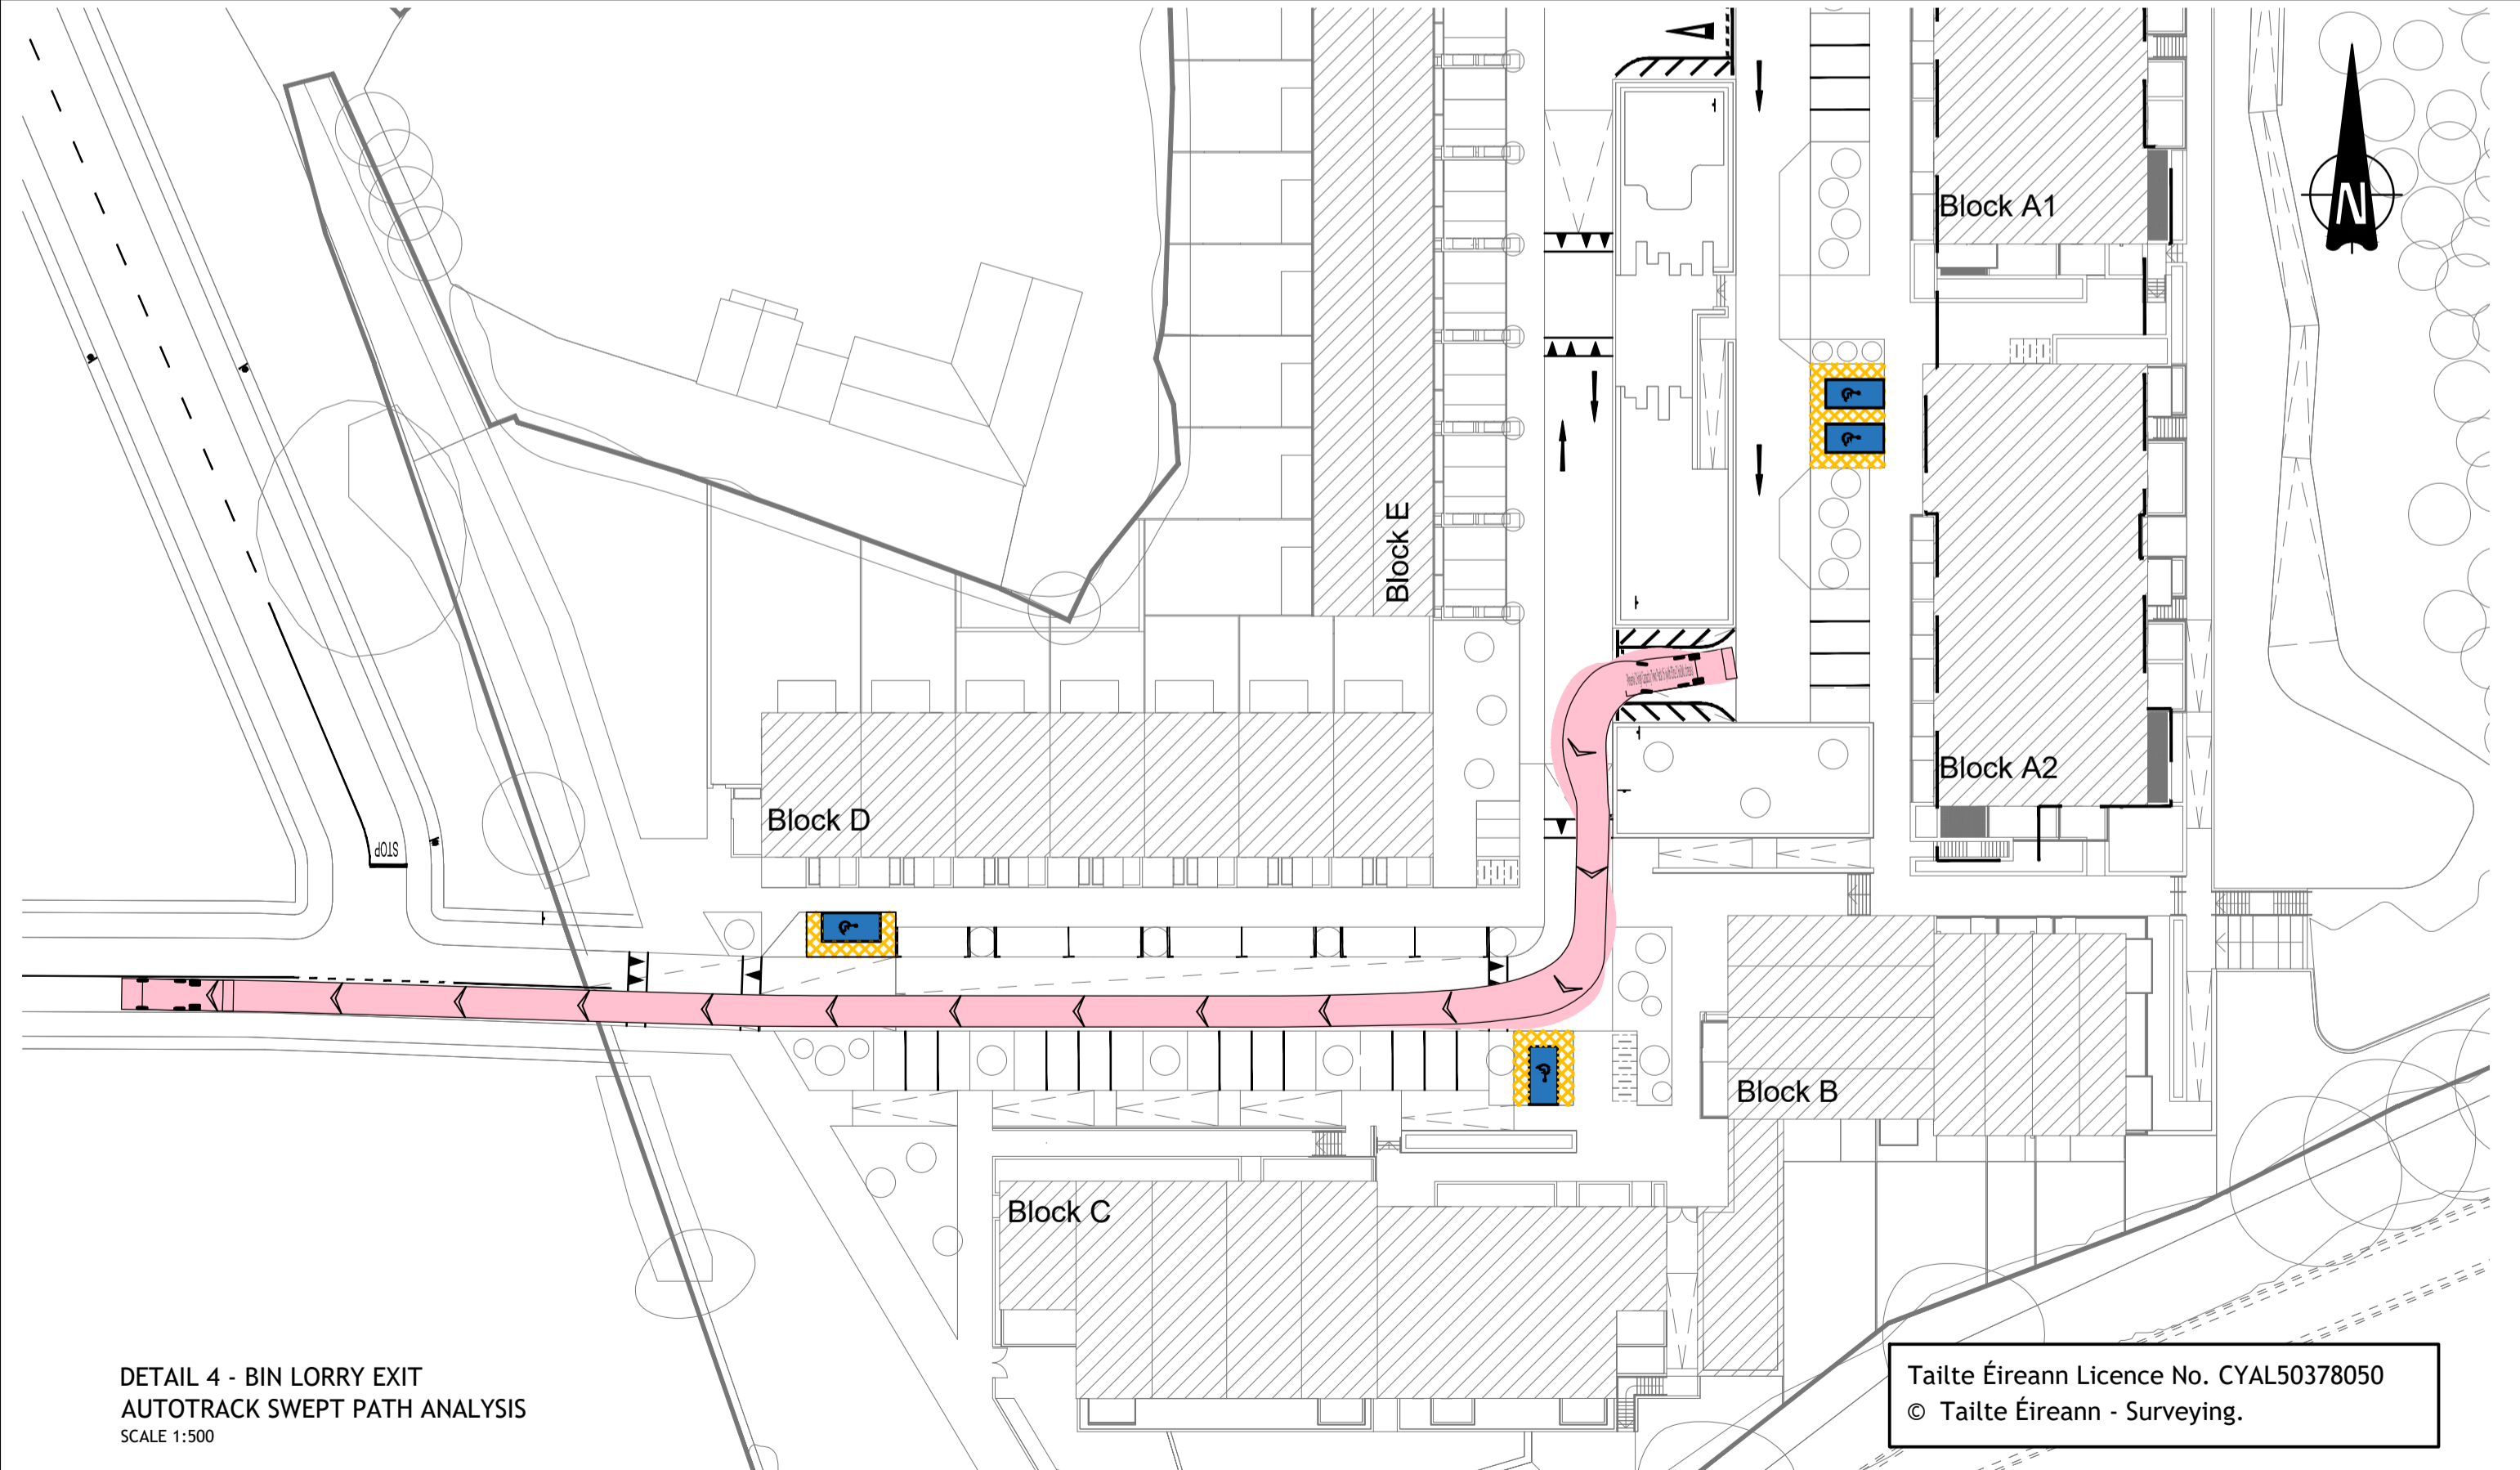 N
Block A1
Block E
Block A2
Block D
STOP
Block B
Block C
DETAIL 4 - BIN LORRY EXIT
AUTOTRACK SWEPT PATH ANALYSIS
SCALE 1:500
Tailte Éireann Licence No. CYAL50378050
© Tailte Éireann - Surveying.